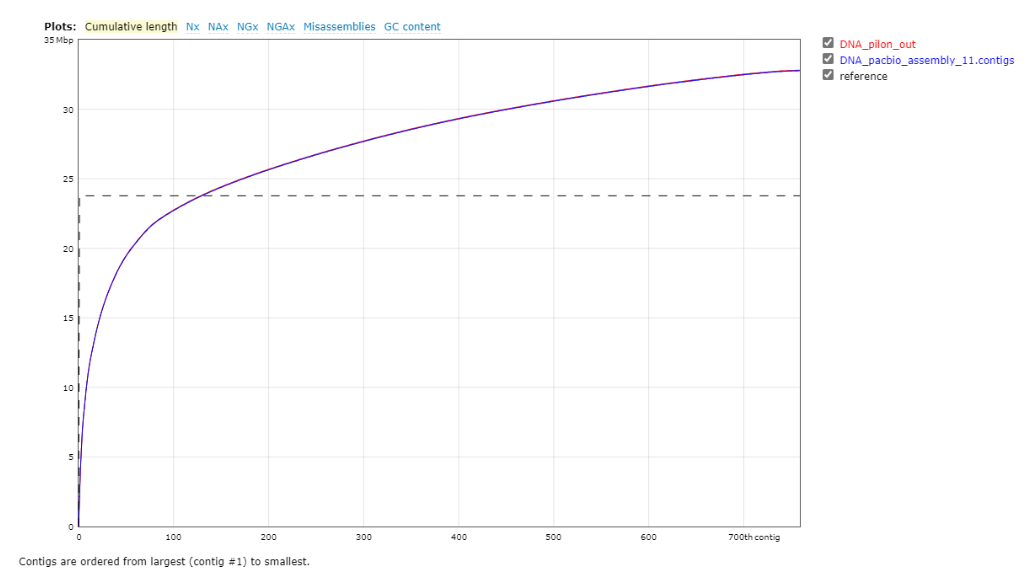 Plots: Cumulative length Nx NAx NGx NGAx Misassemblies GC content
35 Mbp
30
25
20
15
10
5
0
0 100 200 300 400 500 600 700th contig
DNA_pilon_out
DNA_pacbio_assembly_11.contigs
reference
Contigs are ordered from largest (contig #1) to smallest.